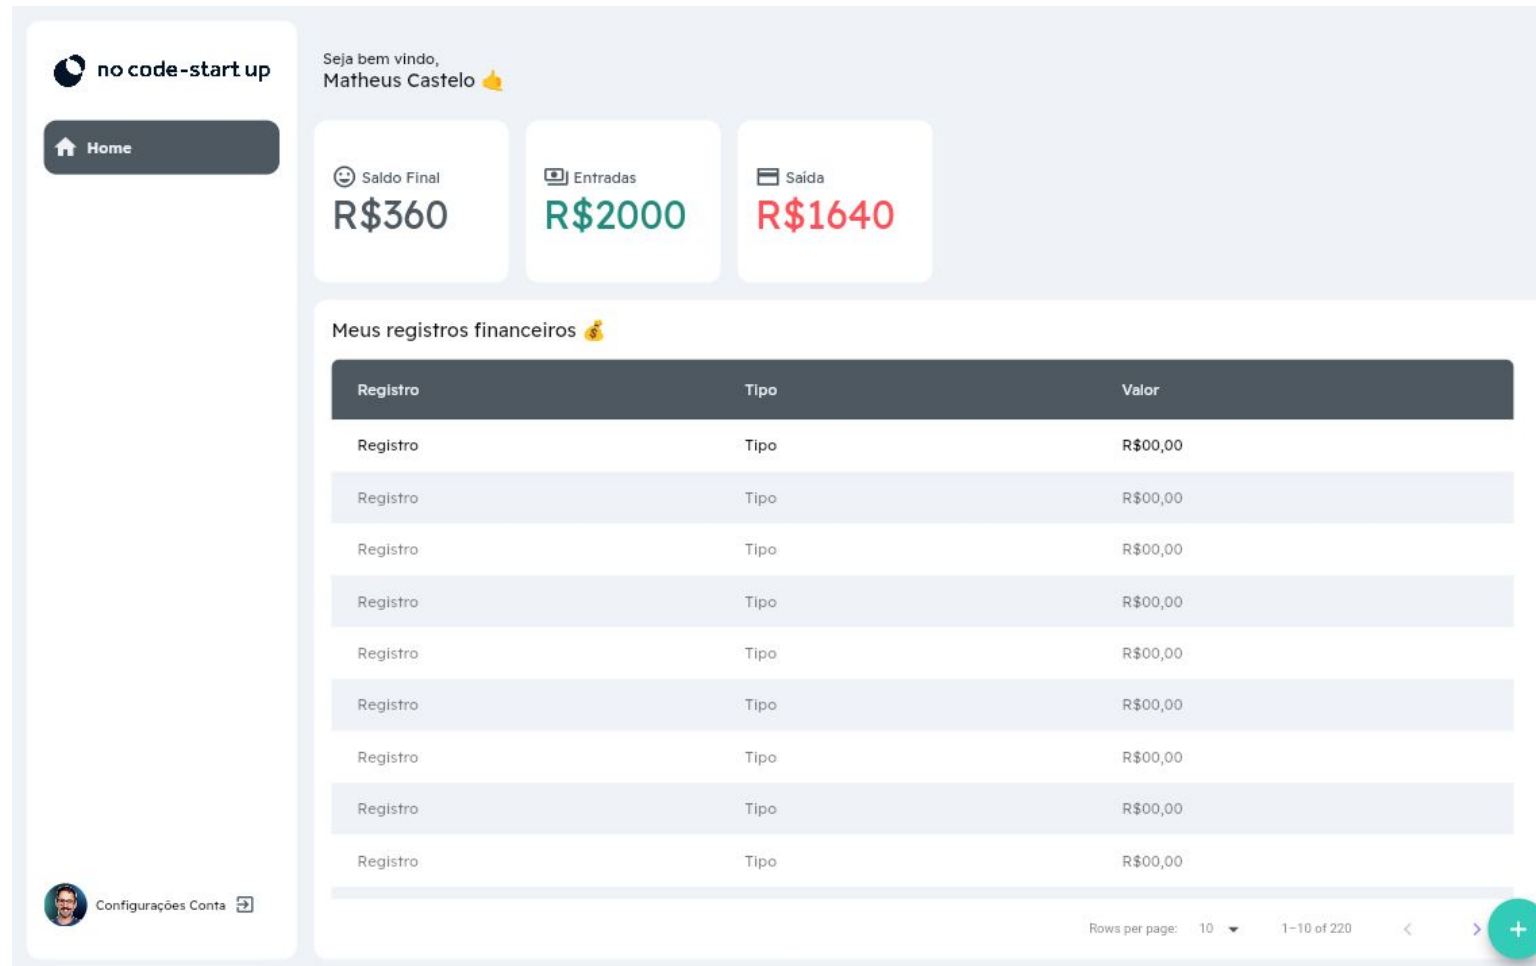 no code-start up
Seja bem vindo,
Matheus Castelo 🤙
Home
Saldo Final
R$360
Entradas
R$2000
Saída
R$1640
Meus registros financeiros 💰
Registro Tipo Valor
Registro Tipo R$00,00
Registro Tipo R$00,00
Registro Tipo R$00,00
Registro Tipo R$00,00
Registro Tipo R$00,00
Registro Tipo R$00,00
Registro Tipo R$00,00
Registro Tipo R$00,00
Registro Tipo R$00,00
Configurações Conta
Rows per page: 10 1–10 of 220